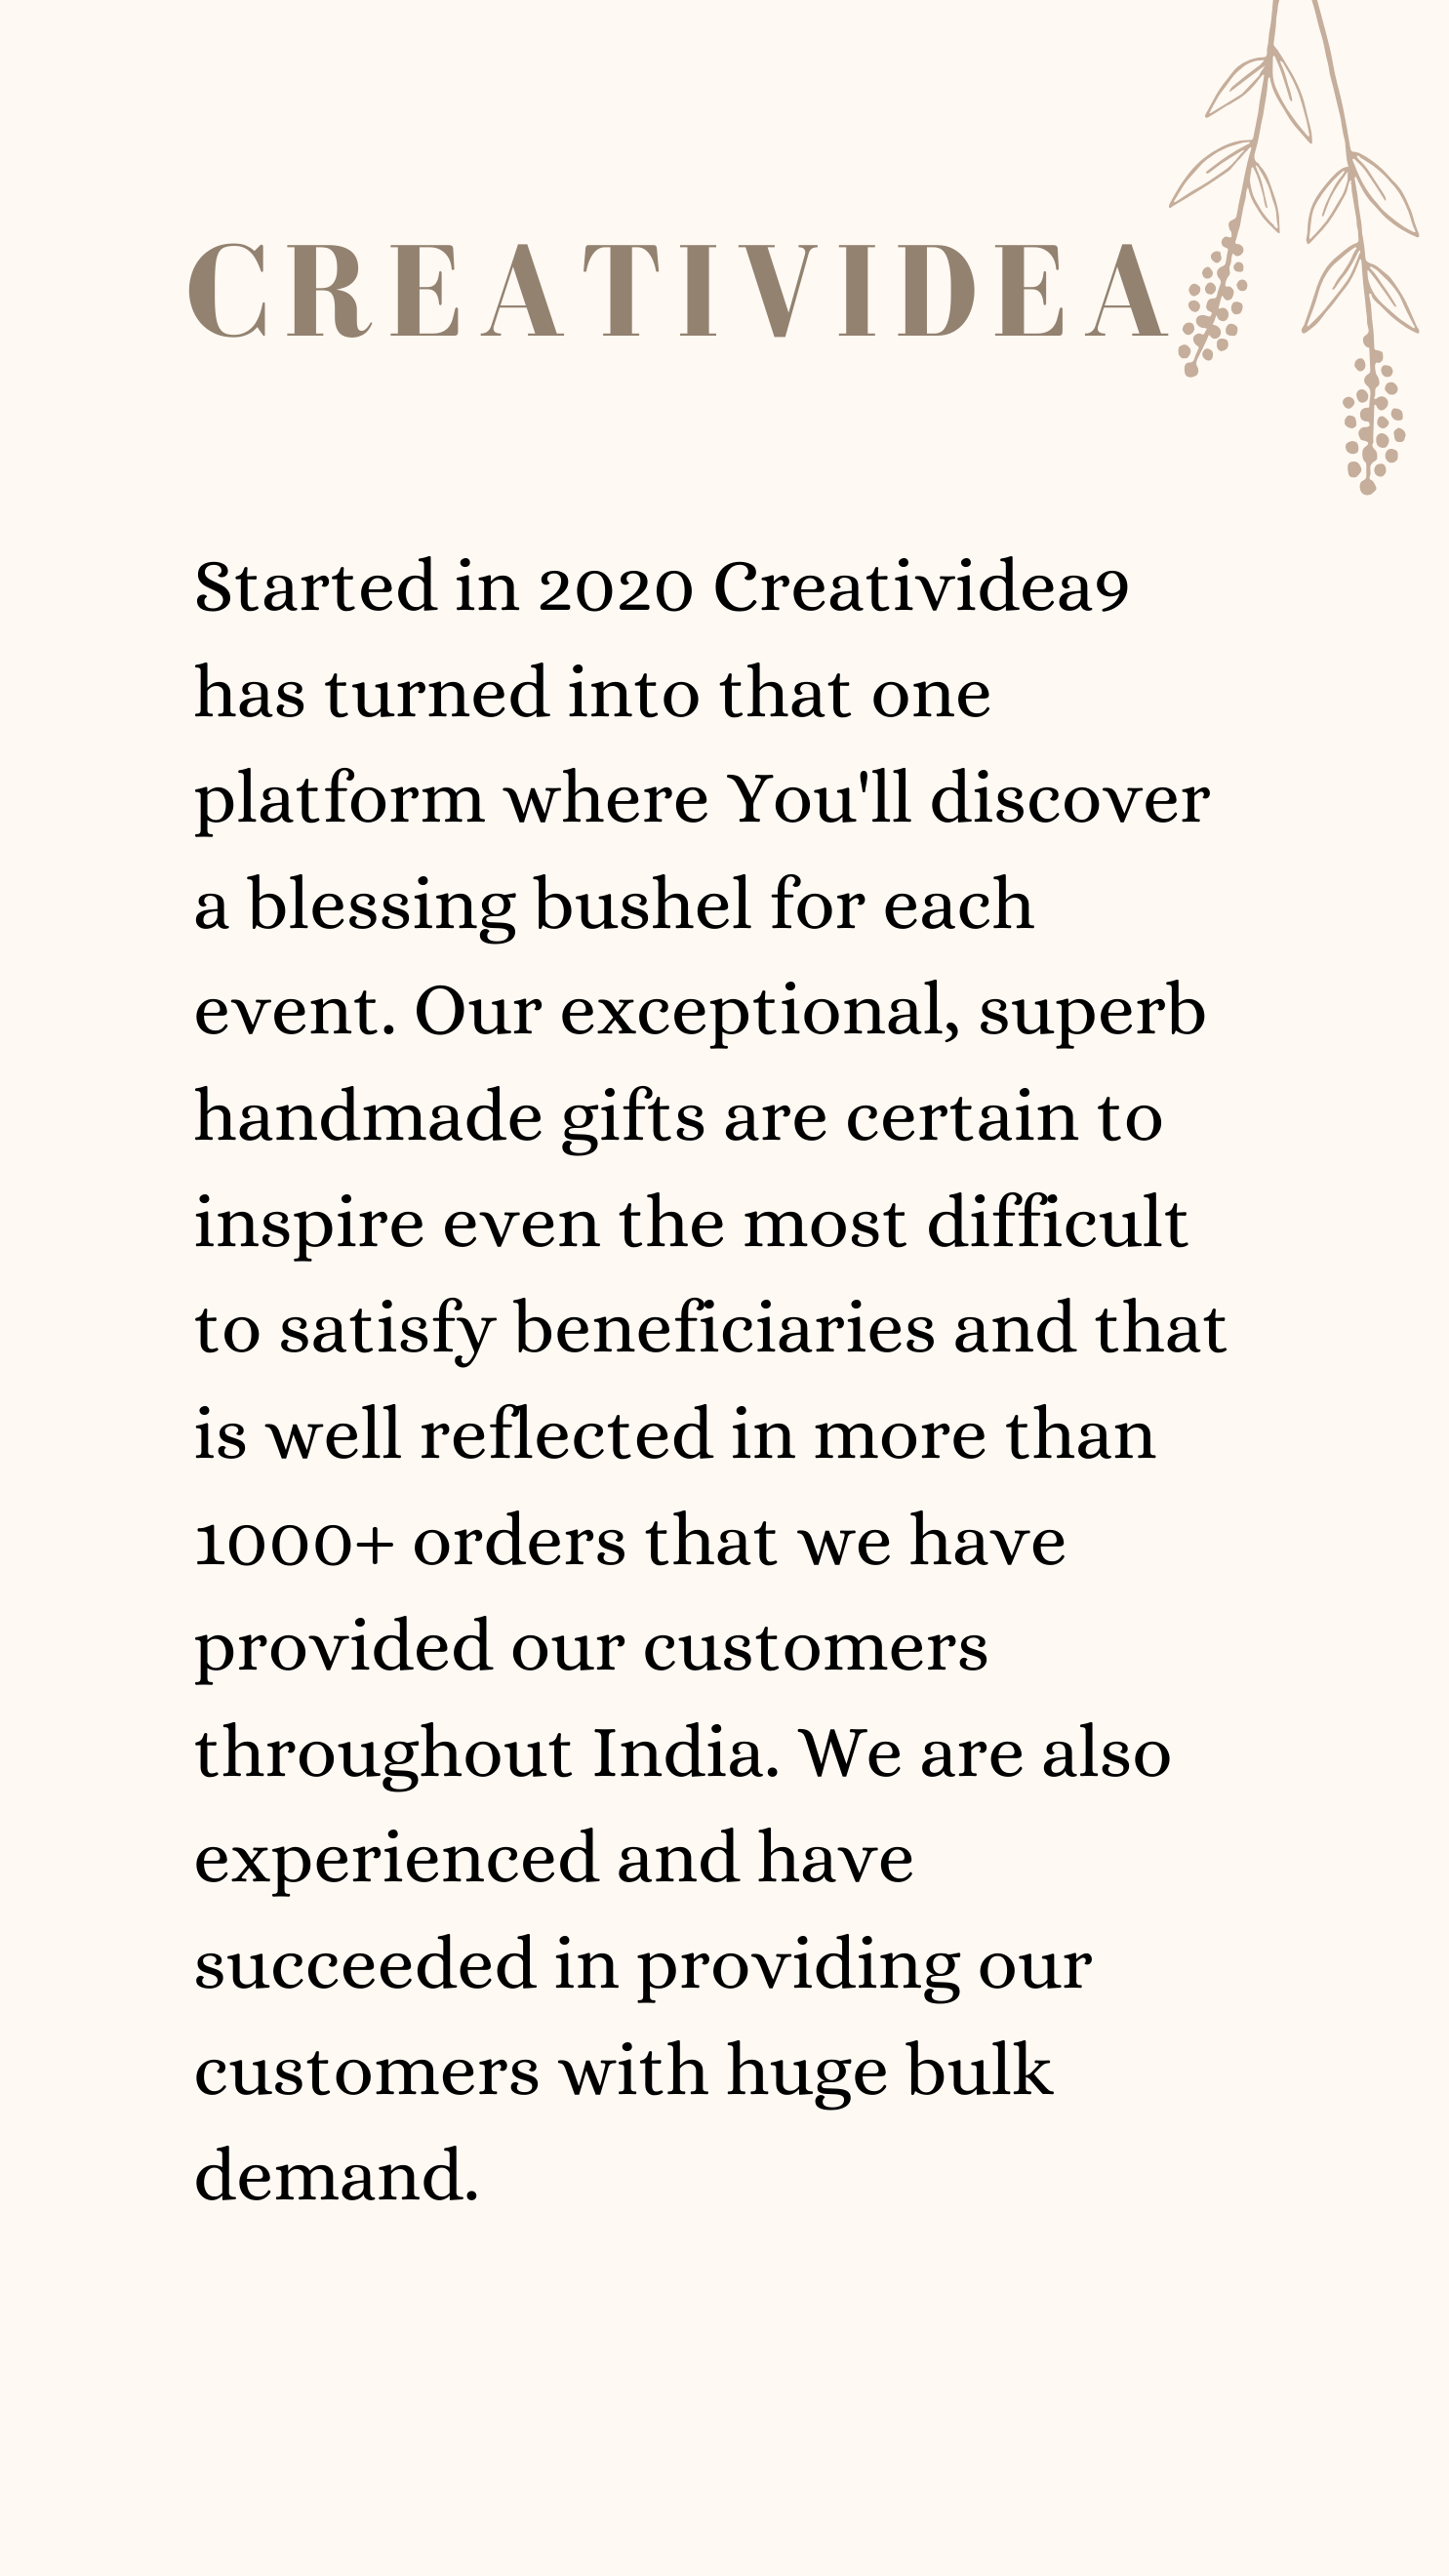 CREATIVIDEA
Started in 2020 Creatividea9
has turned into that one
platform where You'll discover
a blessing bushel for each
event. Our exceptional, superb
handmade gifts are certain to
inspire even the most difficult
to satisfy beneficiaries and that
is well reflected in more than
1000+ orders that we have
provided our customers
throughout India. We are also
experienced and have
succeeded in providing our
customers with huge bulk
demand.